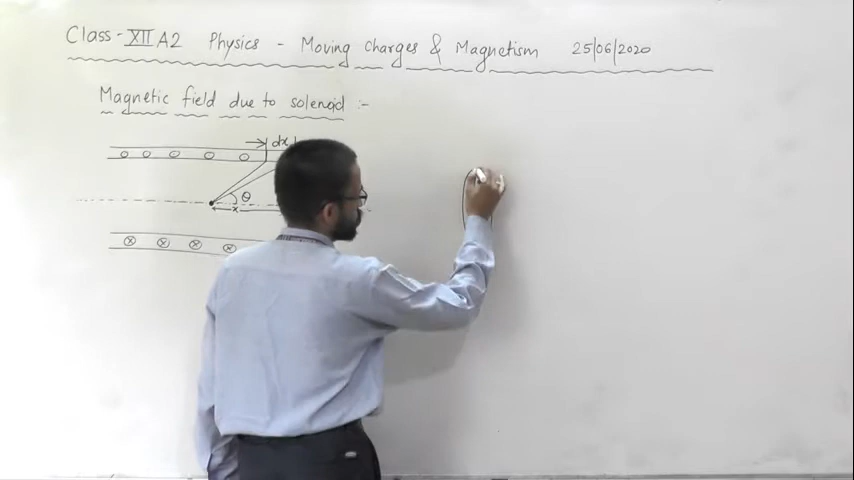 Class - XII A2 Physics - Moving Charges & Magnetism 25/06/2020
Magnetic field due to solenoid :-
dx
θ
x